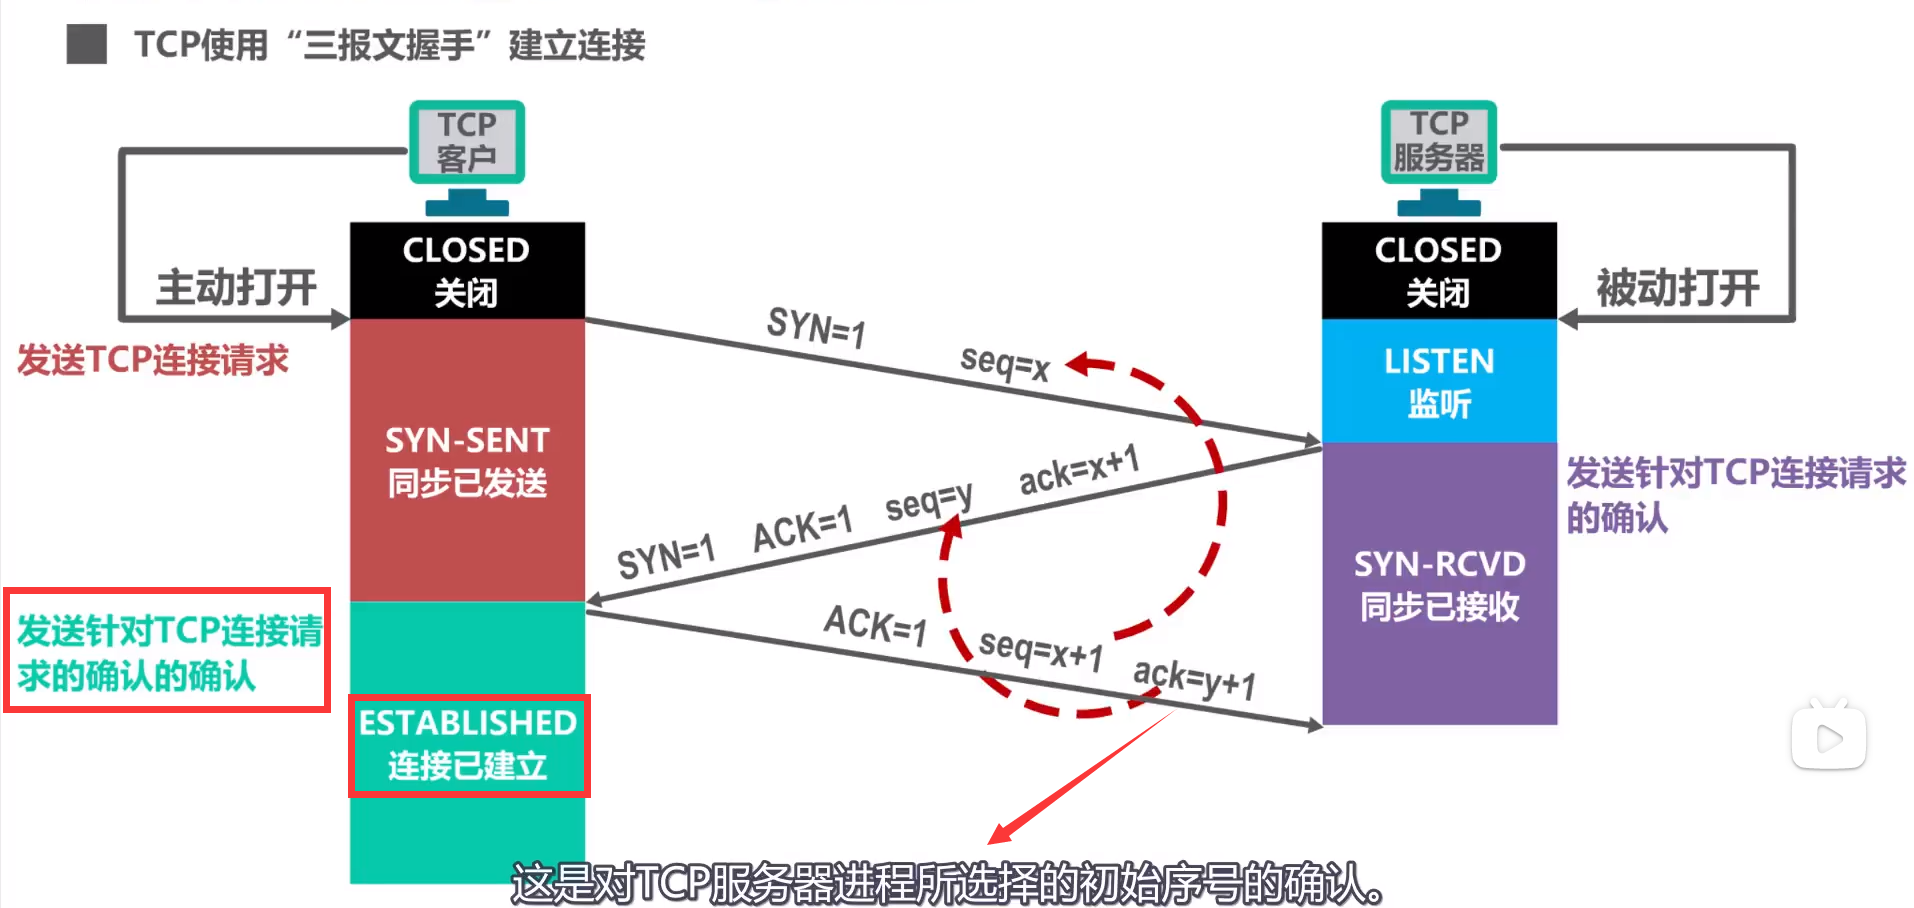 TCP使用“三报文握手”建立连接
TCP
客户
TCP
服务器
CLOSED
关闭
CLOSED
关闭
主动打开
被动打开
发送TCP连接请求
SYN=1
seq=x
LISTEN
监听
SYN-SENT
同步已发送
SYN=1 ACK=1 seq=y ack=x+1
发送针对TCP连接请求
的确认
SYN-RCVD
同步已接收
发送针对TCP连接请
求的确认的确认
ACK=1 seq=x+1 ack=y+1
ESTABLISHED
连接已建立
这是对TCP服务器进程所选择的初始序号的确认。